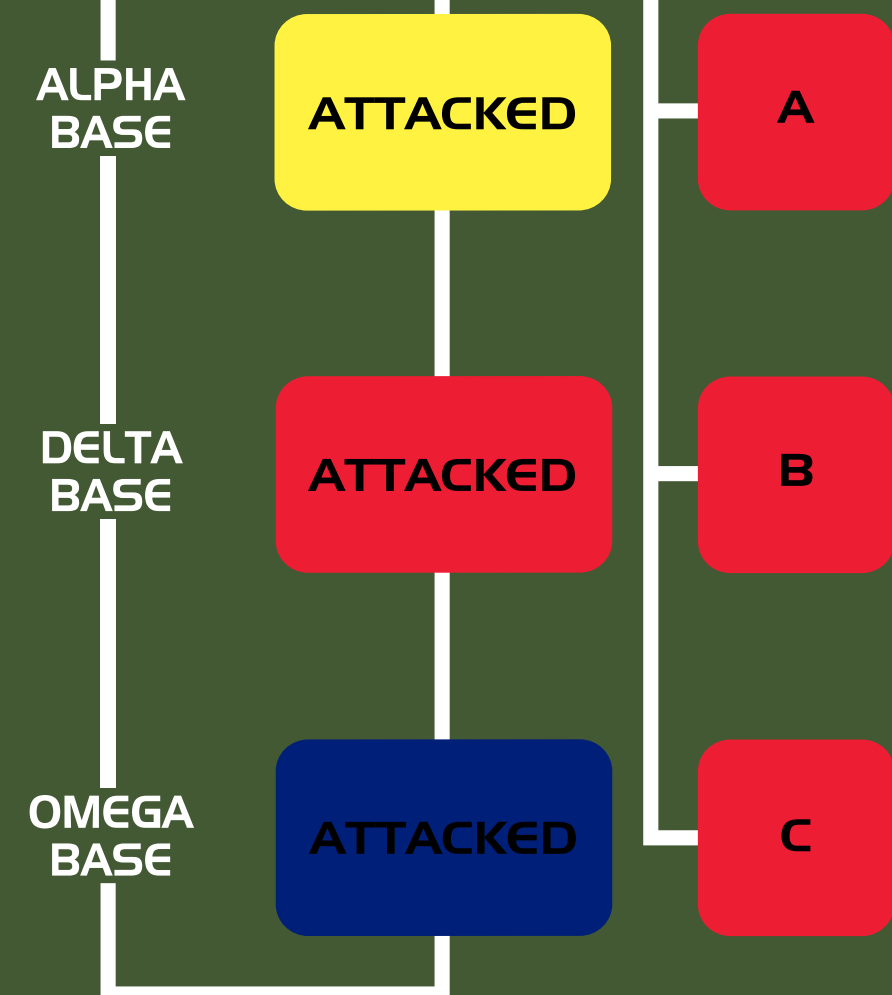 ALPHA
BASE
ATTACKED
A
DELTA
BASE
ATTACKED
B
OMEGA
BASE
ATTACKED
C